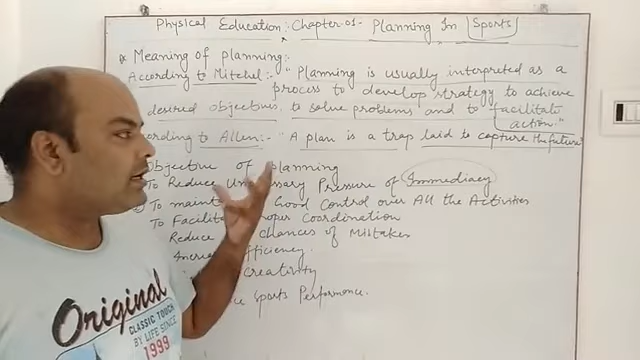 Physical Education:- Chapter-01- Planning In Sports
* Meaning of planning:-
According to Mitchel:- "Planning is usually interpreted as a
process to develop strategy to achieve
desired objectives, to solve problems and to facilitate
action."
According to Allen:- "A plan is a trap laid to capture the future"
Objective of planning
To Reduce Pressure of Immediacy
To maintain Good Control over All the Activities
To Coordination
Reduce chances of Mistakes
efficiency.
creativity
Sports Performance.
Original
CLASSIC TOUCH
BY LIFE SINCE
1999